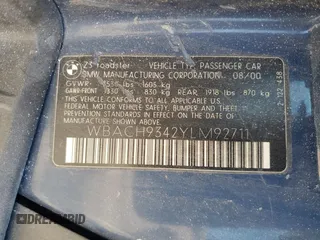 Z3 roadster VEHICLE TYPE PASSENGER CAR
BMW MANUFACTURING CORPORATION 08/00
GVWR 3538 lbs 1605 kg
GAWR/FRONT 1830 lbs 830 KG REAR 1918 lbs 870 KG
THIS VEHICLE CONFORMS TO ALL APPLICABLE
FEDERAL MOTOR VEHICLE SAFETY, BUMPER AND THEFT
PREVENTION STANDARDS IN EFFECT ON THE DATE
OF MANUFACTURE SHOWN ABOVE.
WBACH9342YLM92711
AUTOBIDMASTER